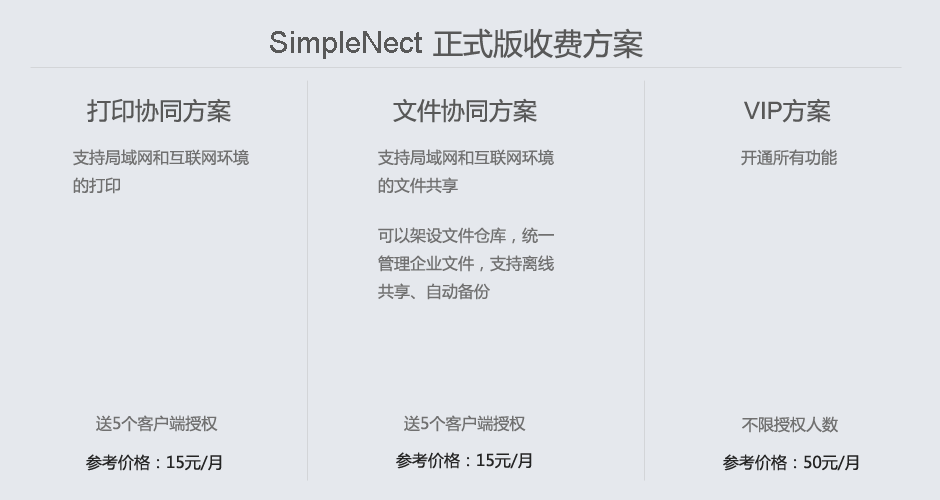 SimpleNect 正式版收费方案
打印协同方案
支持局域网和互联网环境
的打印
送5个客户端授权
参考价格：15元/月
文件协同方案
支持局域网和互联网环境
的文件共享
可以架设文件仓库，统一
管理企业文件，支持离线
共享、自动备份
送5个客户端授权
参考价格：15元/月
VIP方案
开通所有功能
不限授权人数
参考价格：50元/月